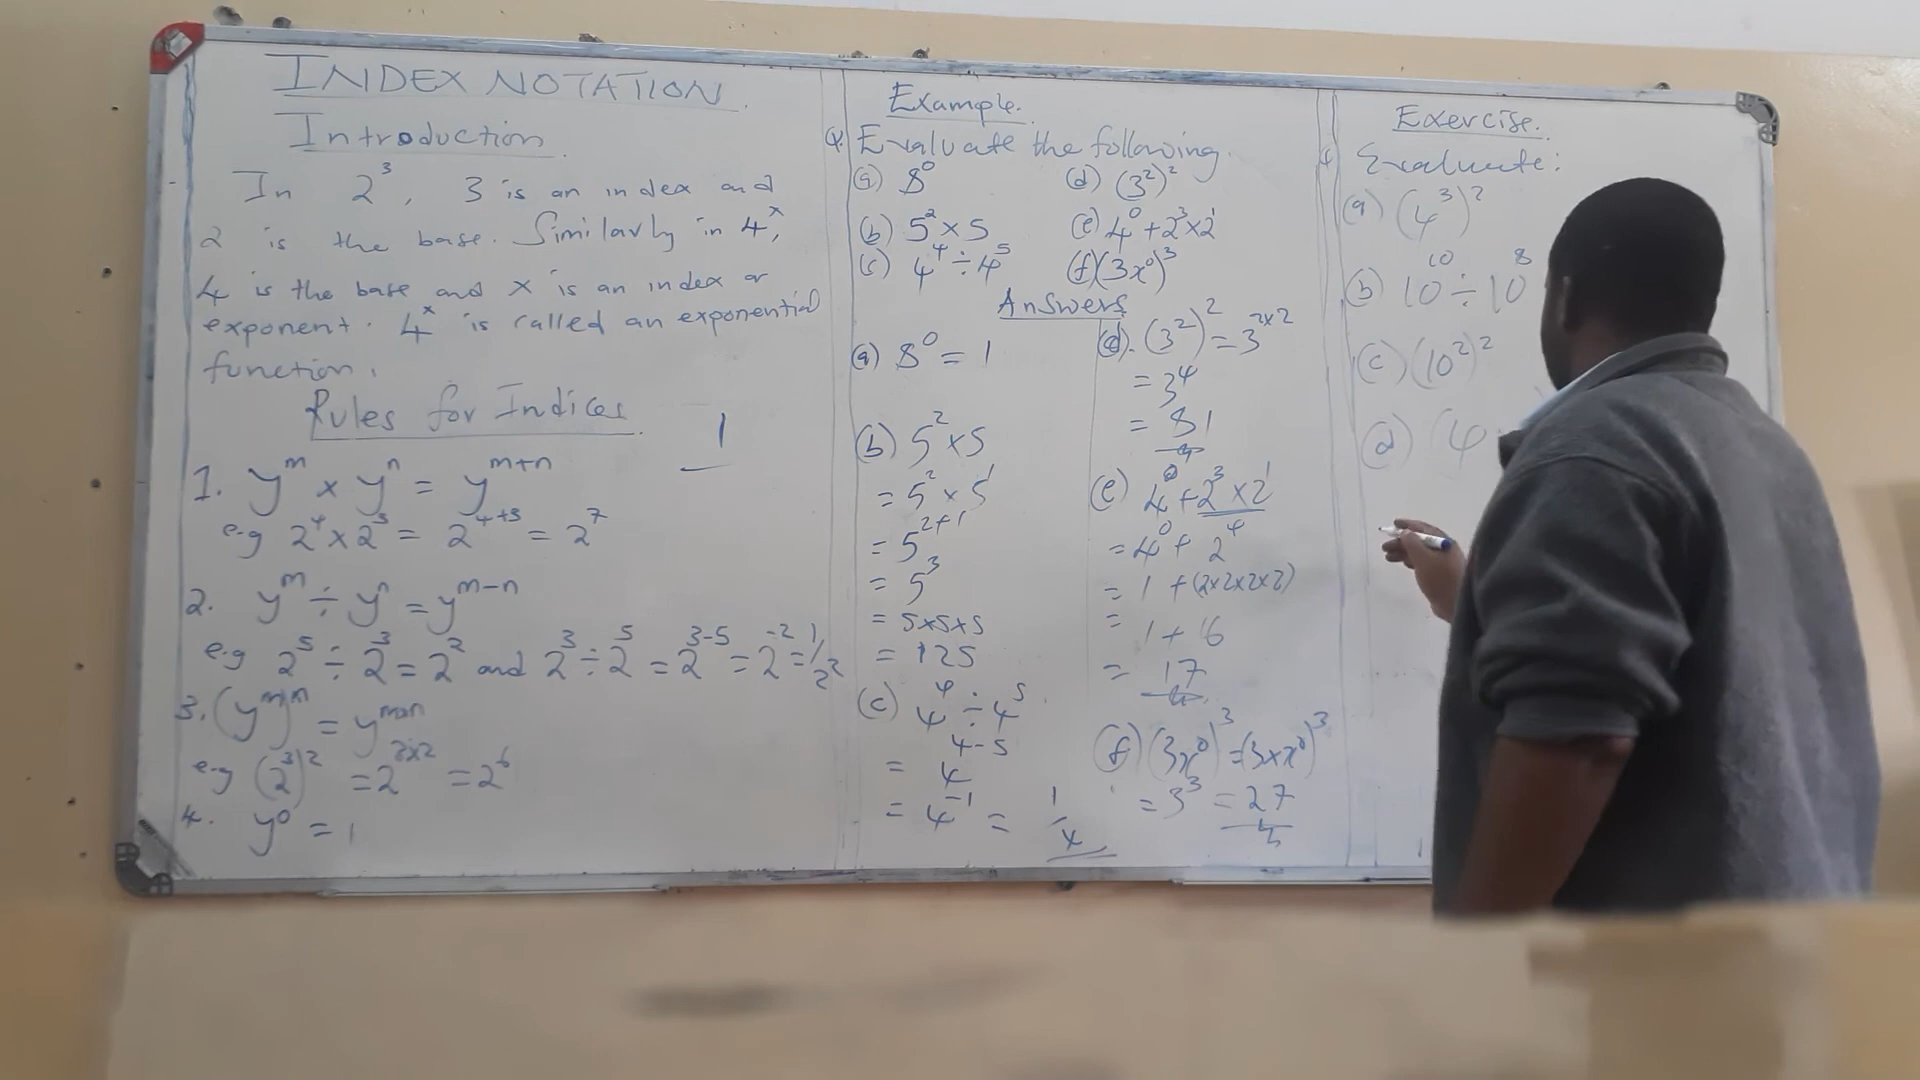 INDEX NOTATION.
Introduction.
In 2³, 3 is an index and
2 is the base. Similarly in 4ˣ,
4 is the base and x is an index or
exponent. 4ˣ is called an exponential
function.
Rules for Indices.
1
1. yᵐ × yⁿ = yᵐ⁺ⁿ
e.g 2⁴ × 2³ = 2⁴⁺³ = 2⁷
2. yᵐ ÷ yⁿ = yᵐ⁻ⁿ
e.g 2⁵ ÷ 2³ = 2² and 2³ ÷ 2⁵ = 2³⁻⁵ = 2⁻² = 1/2²
3. (yᵐ)ⁿ = yᵐˣⁿ
e.g (2³)² = 2³ˣ² = 2⁶
4. y⁰ = 1
Example.
Q. Evaluate the following.
(a) 8⁰
(b) 5² × 5
(c) 4⁴ ÷ 4⁵
(d) (3²)²
(e) 4⁰ + 2³ × 2¹
(f) (3x⁰)³
Answers
(a) 8⁰ = 1
(b) 5² × 5
= 5² × 5¹
= 5²⁺¹
= 5³
= 5×5×5
= 125
(c) 4⁴ ÷ 4⁵
= 4⁴⁻⁵
= 4⁻¹ = 1/4
(d). (3²)² = 3²ˣ²
= 3⁴
= 81
(e) 4⁰ + 2³ × 2¹
= 4⁰ + 2⁴
= 1 + (2×2×2×2)
= 1 + 16
= 17
(f) (3x⁰)³ = (3×x⁰)³
= 3³ = 27
Exercise.
Evaluate:
(a) (4³)²
(b) 10¹⁰ ÷ 10⁸
(c) (10²)²
(d) (4